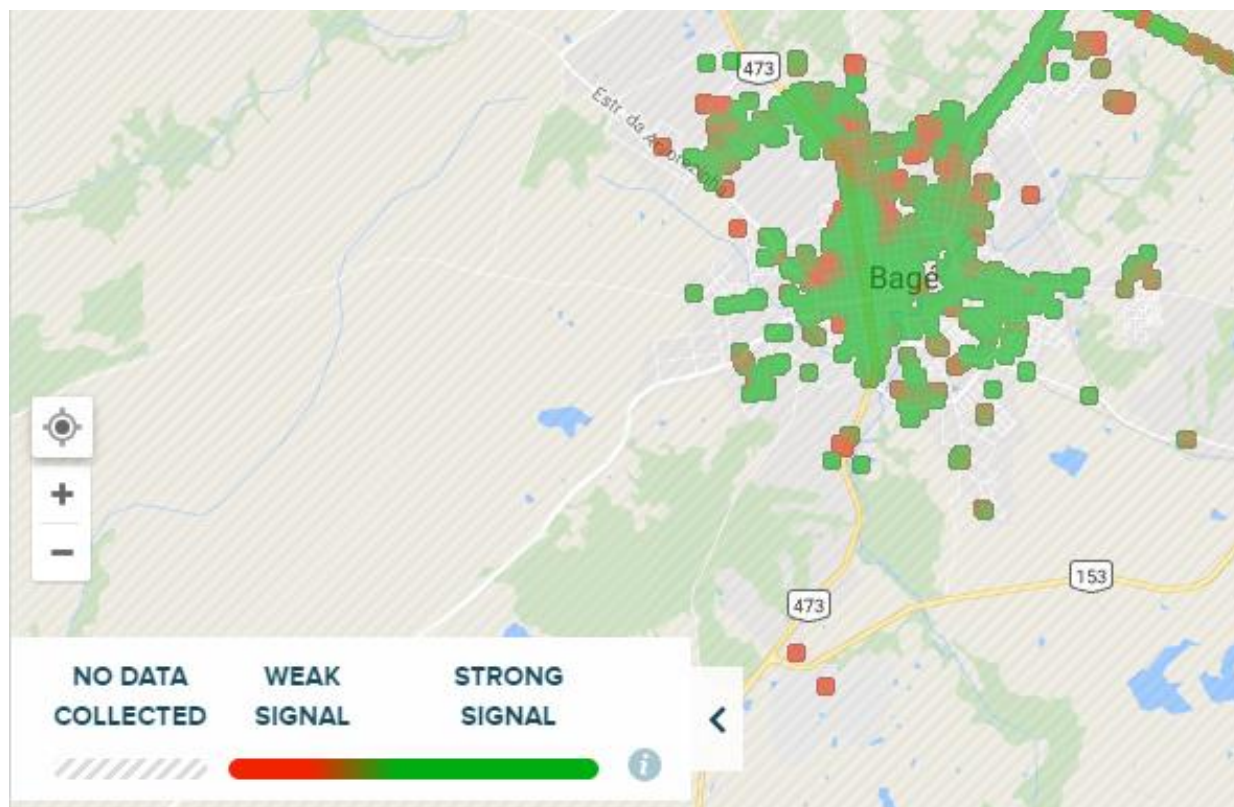 473
Estr. da
Bagé
153
473
NO DATA
COLLECTED
WEAK
SIGNAL
STRONG
SIGNAL